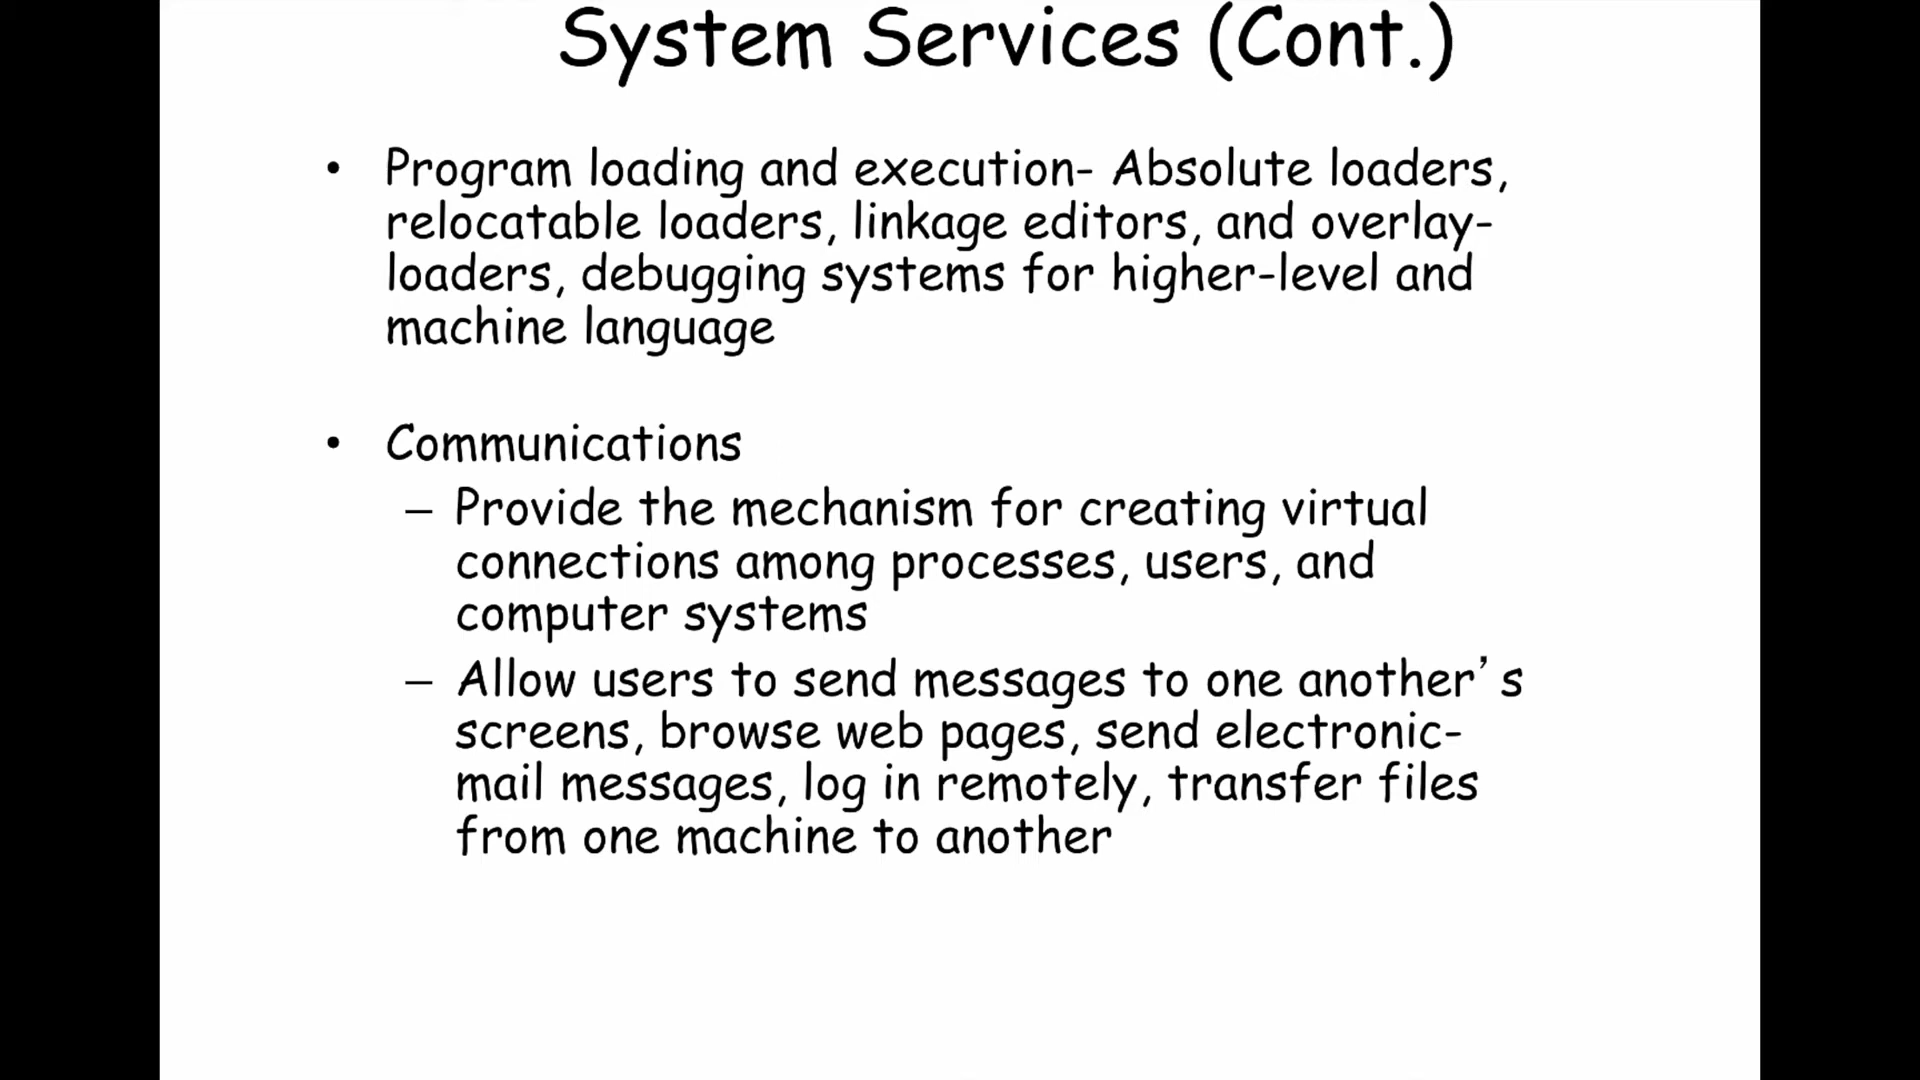 System Services (Cont.)
• Program loading and execution- Absolute loaders,
relocatable loaders, linkage editors, and overlay-
loaders, debugging systems for higher-level and
machine language
• Communications
– Provide the mechanism for creating virtual
connections among processes, users, and
computer systems
– Allow users to send messages to one another’s
screens, browse web pages, send electronic-
mail messages, log in remotely, transfer files
from one machine to another